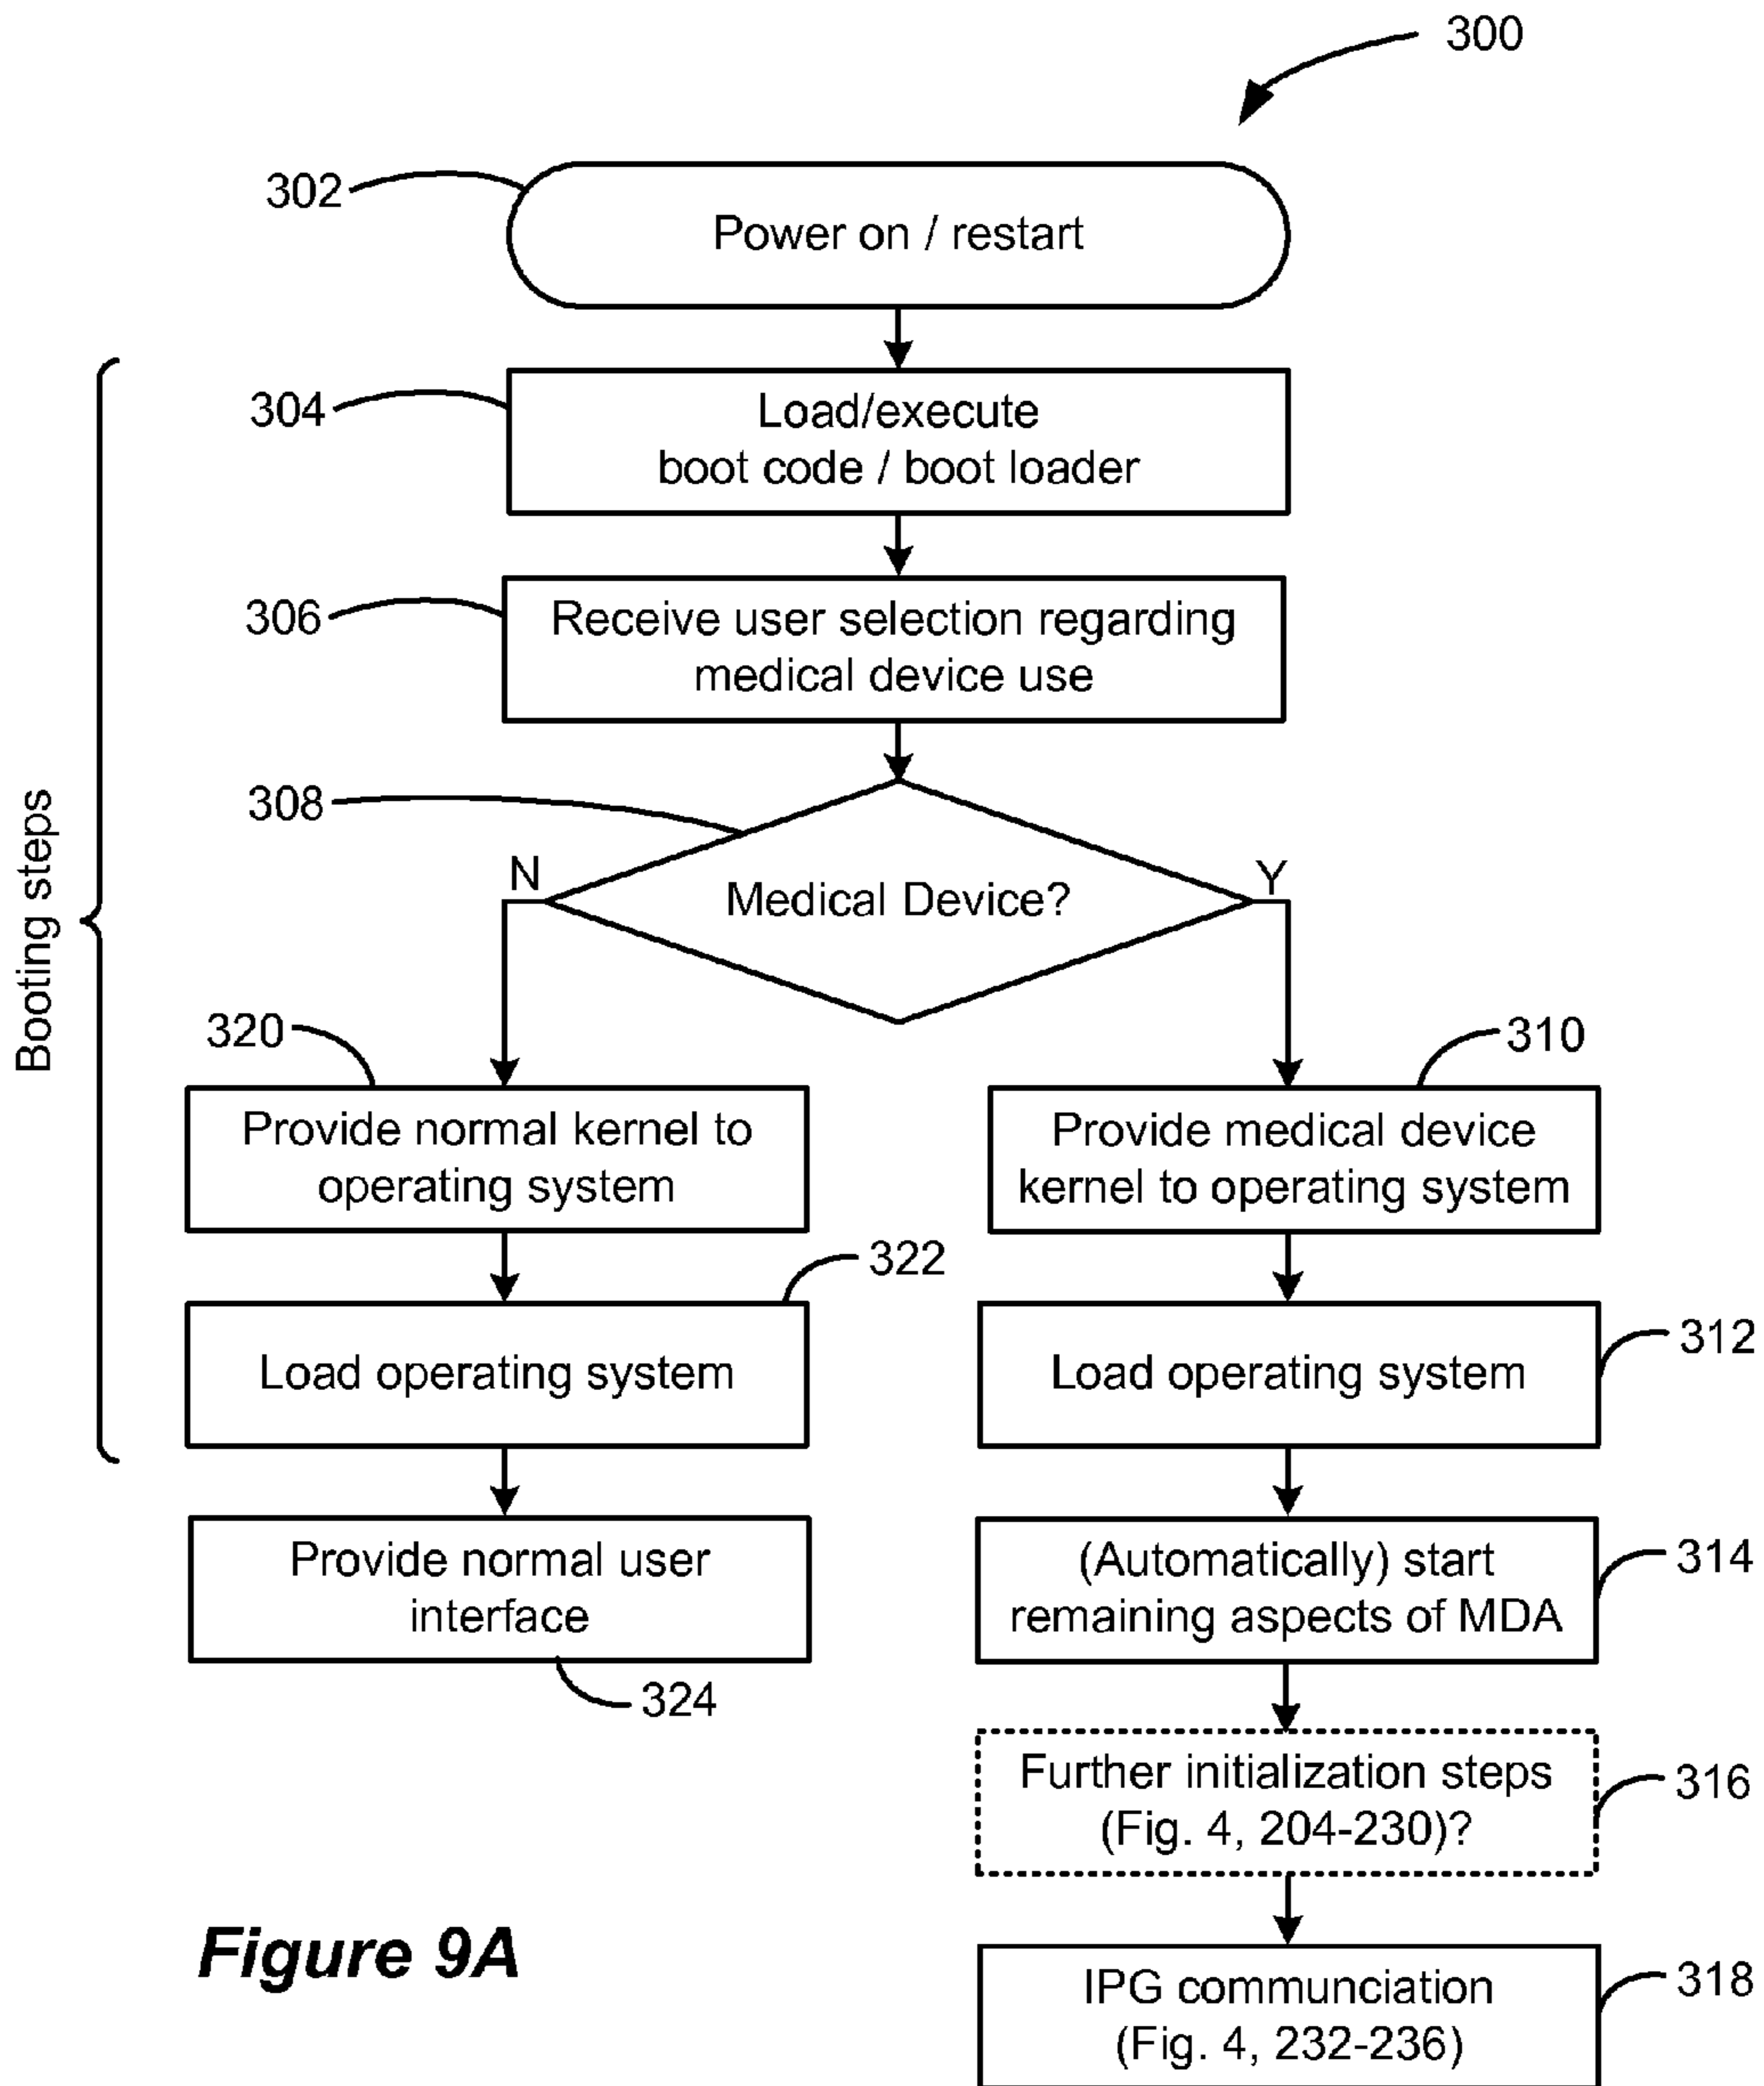 300
302
Power on / restart
304
Load/execute
boot code / boot loader
306
Receive user selection regarding
medical device use
308
N
Medical Device?
Y
Booting steps
320
310
Provide normal kernel to
operating system
Provide medical device
kernel to operating system
322
312
Load operating system
Load operating system
Provide normal user
interface
324
(Automatically) start
remaining aspects of MDA
314
Further initialization steps
(Fig. 4, 204-230)?
316
IPG communciation
(Fig. 4, 232-236)
318
Figure 9A